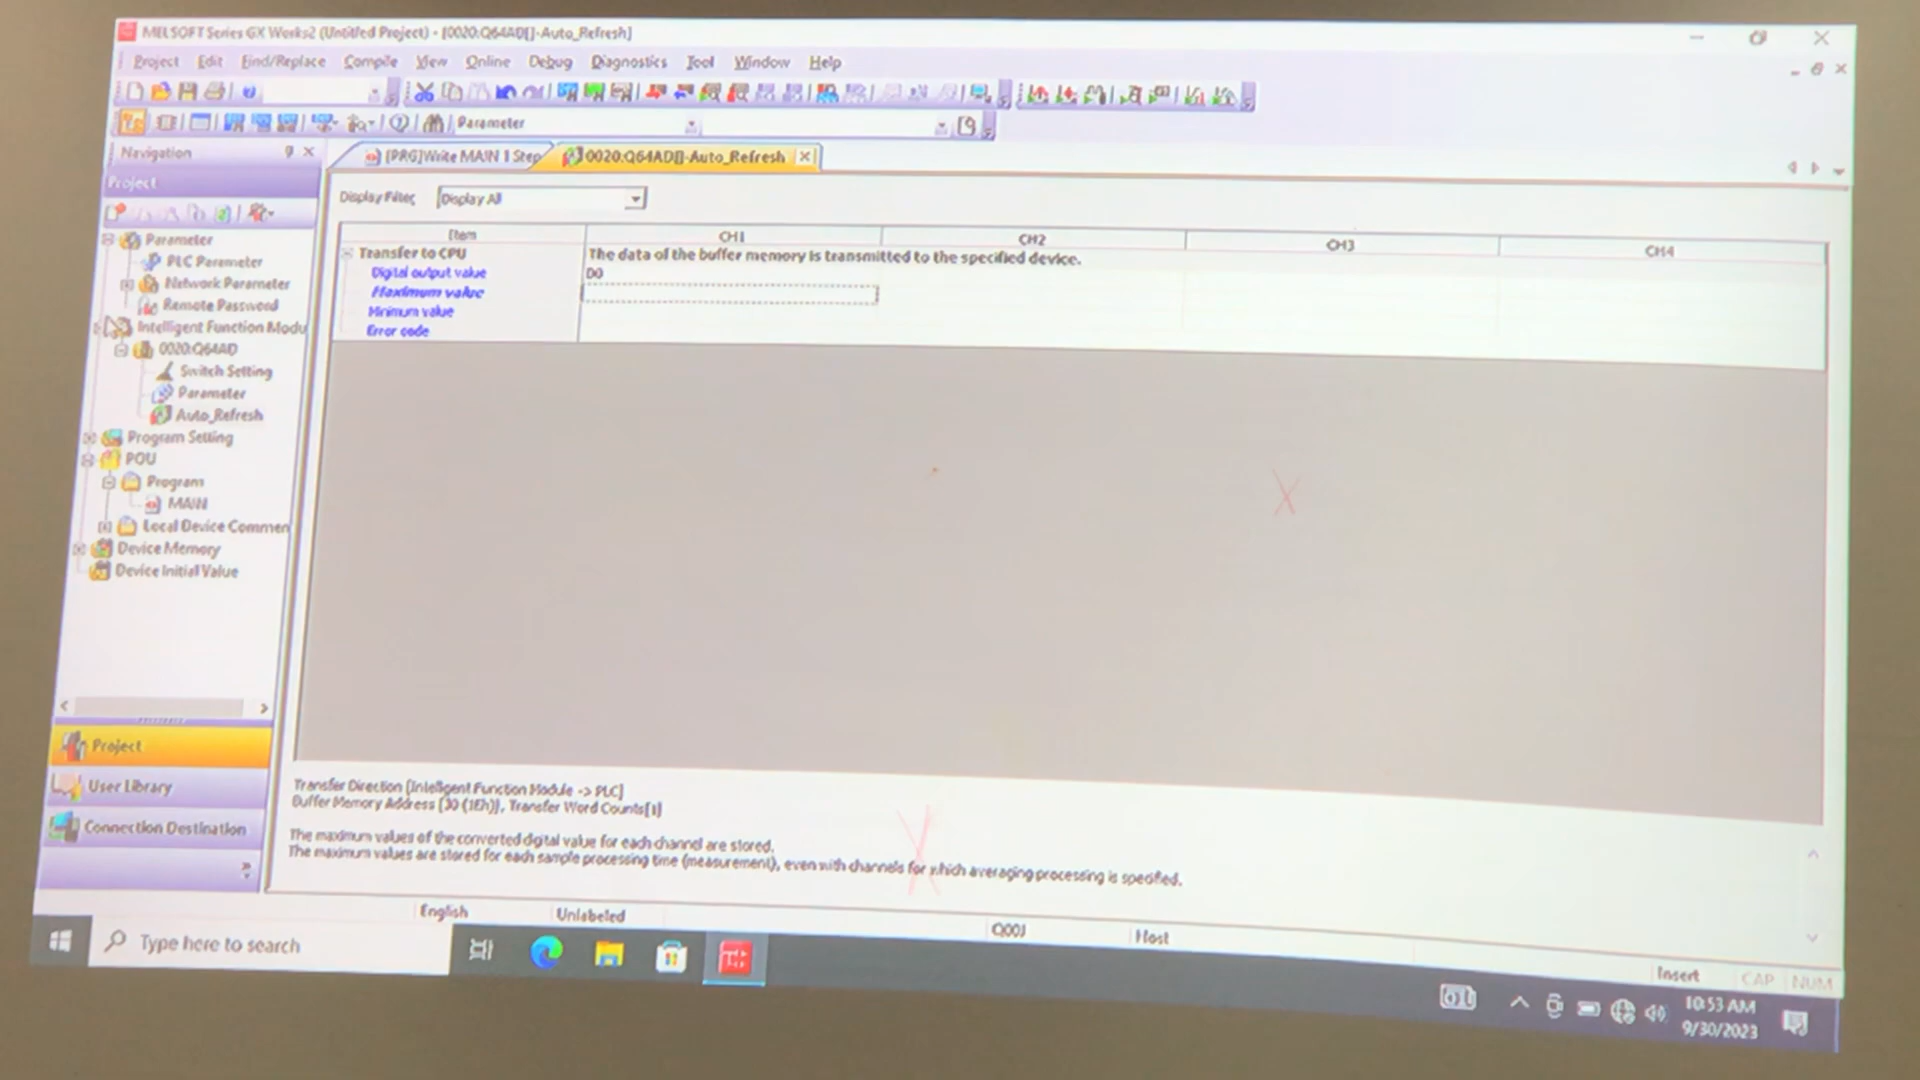 MELSOFT Series GX Works2 (Untitled Project) - [0020:Q64AD[]-Auto_Refresh]
Project Edit Find/Replace Compile View Online Debug Diagnostics Tool Window Help
Parameter
Navigation
[PRG]Write MAIN 1 Step
0020:Q64AD[]-Auto_Refresh
Project
Display Filter
Display All
Item CH1 CH2 CH3 CH4
Transfer to CPU The data of the buffer memory is transmitted to the specified device.
Digital output value D0
Maximum value
Minimum value
Error code
Parameter
PLC Parameter
Network Parameter
Remote Password
Intelligent Function Modu
0020:Q64AD
Switch Setting
Parameter
Auto_Refresh
Program Setting
POU
Program
MAIN
Local Device Commen
Device Memory
Device Initial Value
Project
User Library
Connection Destination
Transfer Direction [Intelligent Function Module -> PLC]
Buffer Memory Address [30 (1Eh)], Transfer Word Counts[1]
The maximum values of the converted digital value for each channel are stored.
The maximum values are stored for each sample processing time (measurement), even with channels for which averaging processing is specified.
English Unlabeled Q00J Host Insert CAP NUM
Type here to search
10:53 AM
9/30/2023